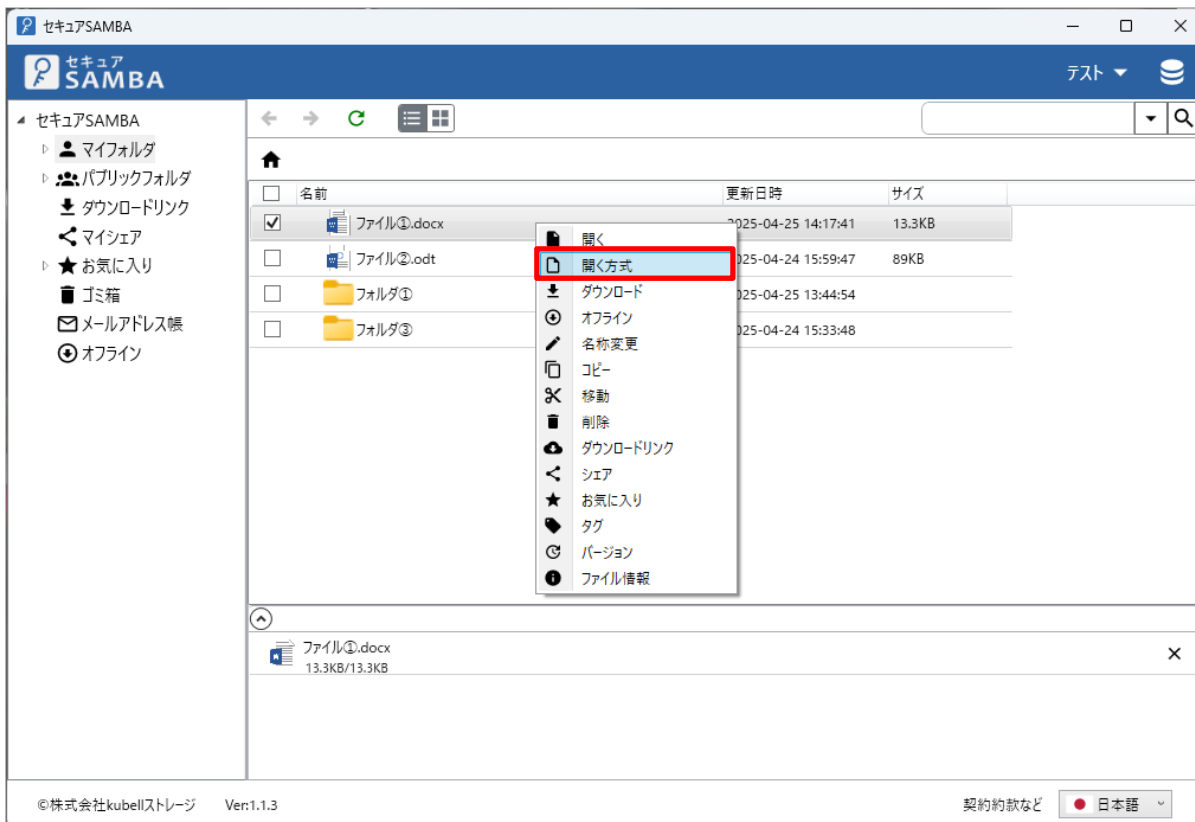 セキュアSAMBA
セキュア
SAMBA
テスト
セキュアSAMBA
マイフォルダ
パブリックフォルダ
ダウンロードリンク
マイシェア
お気に入り
ゴミ箱
メールアドレス帳
オフライン
名前 更新日時 サイズ
ファイル①.docx 2025-04-25 14:17:41 13.3KB
ファイル②.odt 025-04-24 15:59:47 89KB
フォルダ① 025-04-25 13:44:54
フォルダ③ 025-04-24 15:33:48
開く
開く方式
ダウンロード
オフライン
名称変更
コピー
移動
削除
ダウンロードリンク
シェア
お気に入り
タグ
バージョン
ファイル情報
ファイル①.docx
13.3KB/13.3KB
©株式会社kubellストレージ Ver:1.1.3 契約約款など 日本語